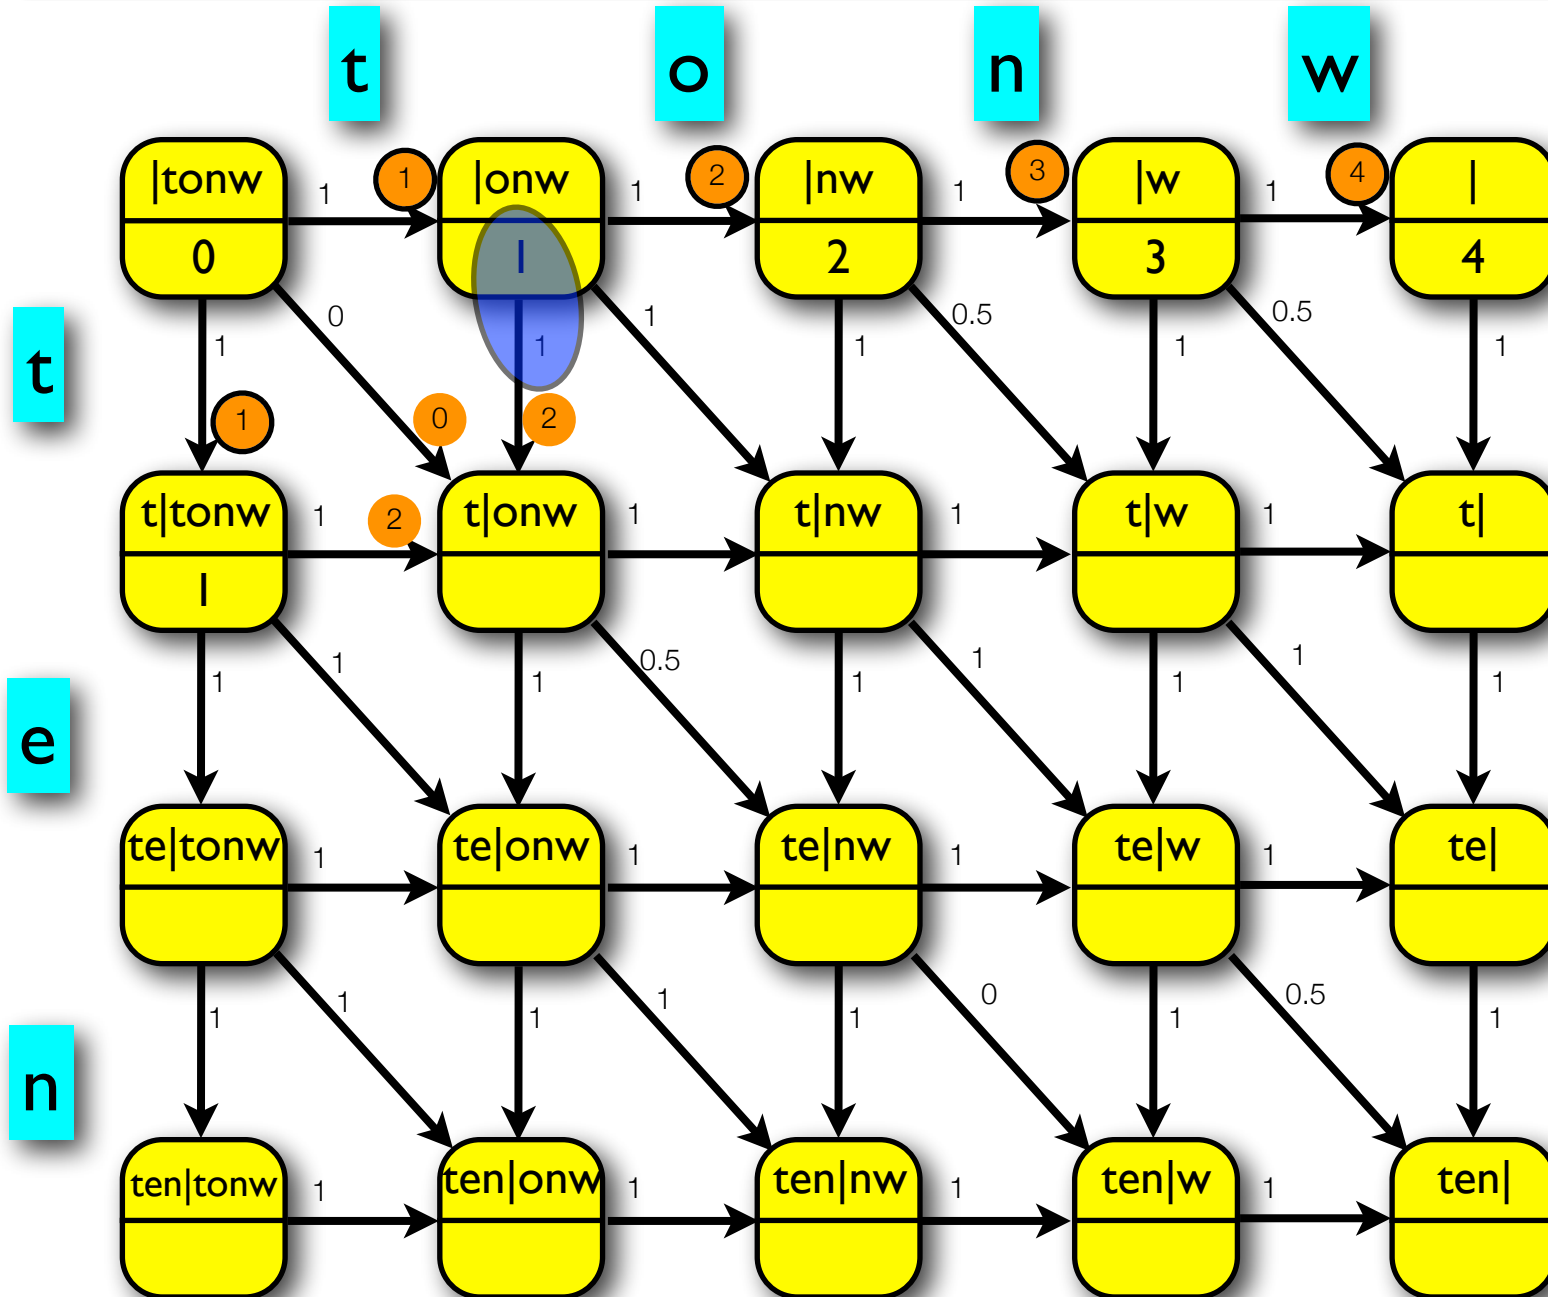 t o n w
|tonw 1 1 |onw 1 2 |nw 1 3 |w 1 4 |
0 1 2 3 4
0 1 0.5 0.5
t 1 1 1 1 1
1 0 2
t|tonw 1 2 t|onw 1 t|nw 1 t|w 1 t|
1
1 0.5 1 1
e 1 1 1 1 1
te|tonw 1 te|onw 1 te|nw 1 te|w 1 te|
1 1 0 0.5
n 1 1 1 1 1
ten|tonw 1 ten|onw 1 ten|nw 1 ten|w 1 ten|